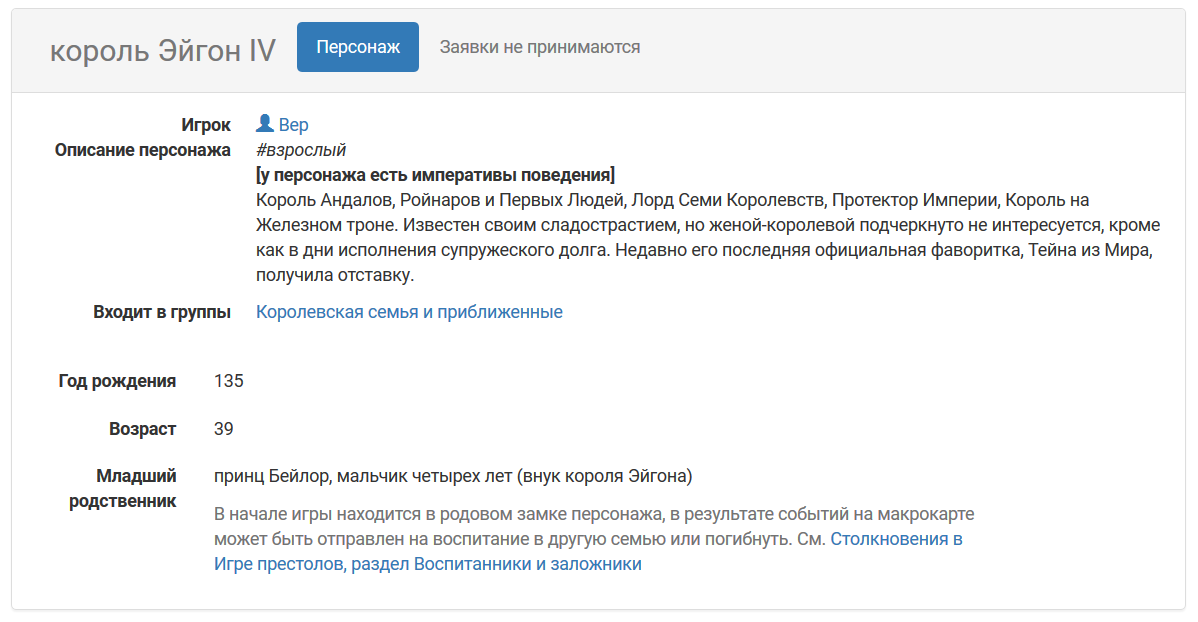 король Эйгон IV Персонаж Заявки не принимаются
Игрок Вер
Описание персонажа #взрослый
[у персонажа есть императивы поведения]
Король Андалов, Ройнаров и Первых Людей, Лорд Семи Королевств, Протектор Империи, Король на
Железном троне. Известен своим сладострастием, но женой-королевой подчеркнуто не интересуется, кроме
как в дни исполнения супружеского долга. Недавно его последняя официальная фаворитка, Тейна из Мира,
получила отставку.
Входит в группы Королевская семья и приближенные
Год рождения 135
Возраст 39
Младший родственник принц Бейлор, мальчик четырех лет (внук короля Эйгона)
В начале игры находится в родовом замке персонажа, в результате событий на макрокарте
может быть отправлен на воспитание в другую семью или погибнуть. См. Столкновения в
Игре престолов, раздел Воспитанники и заложники